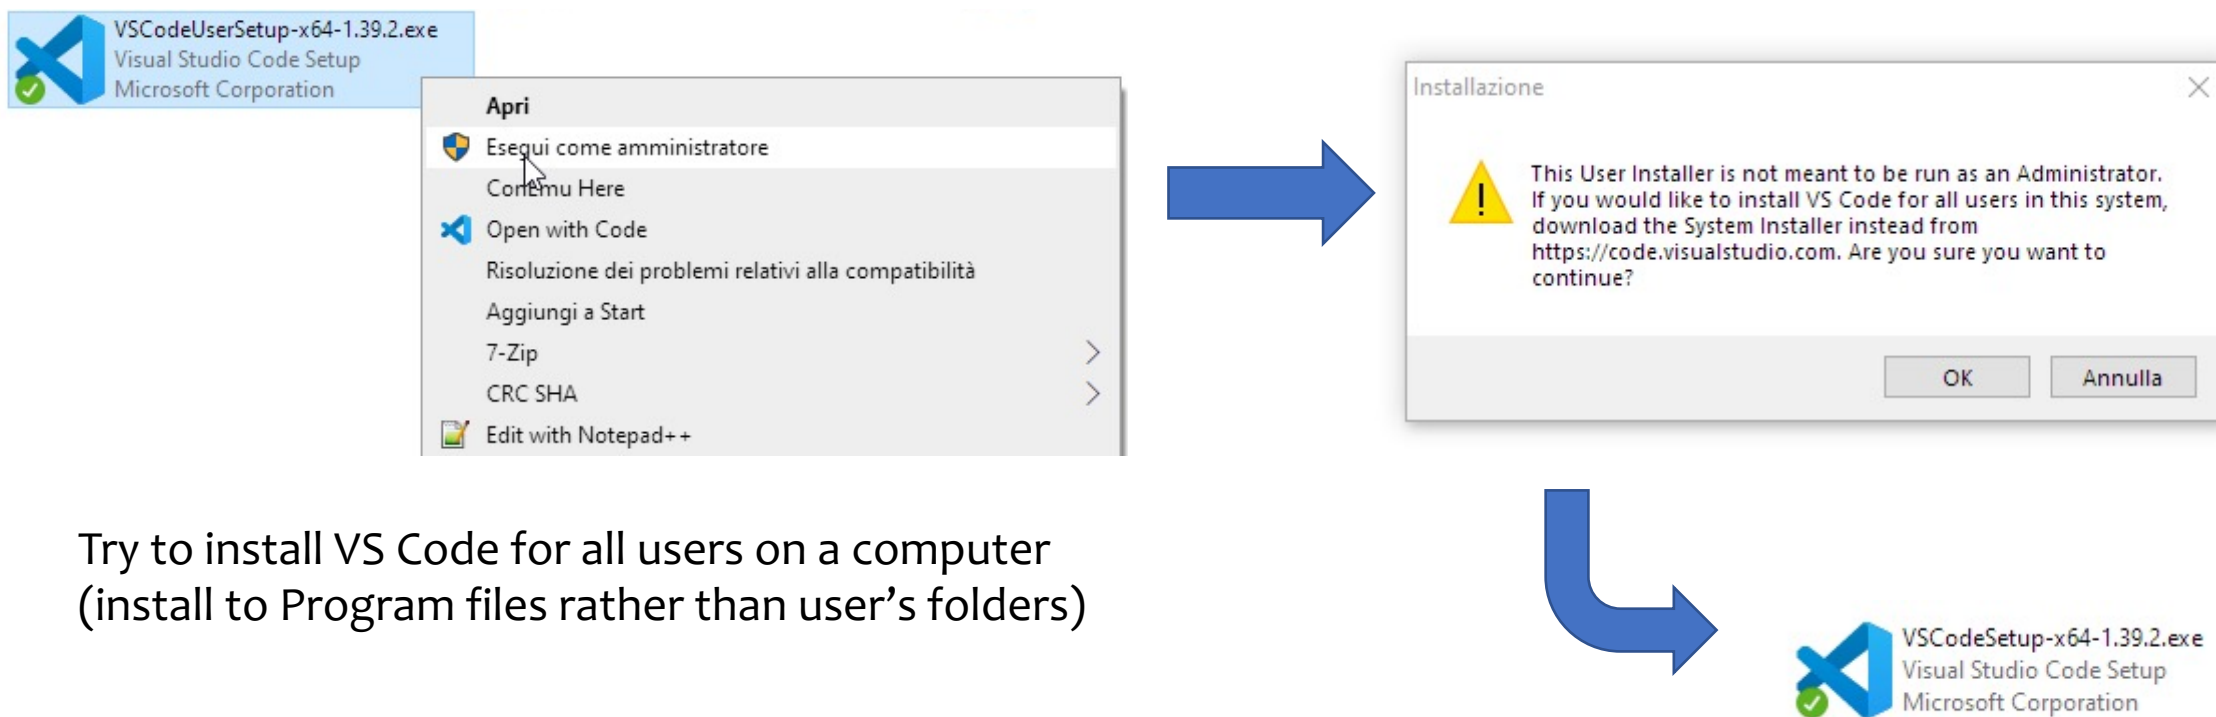 VSCodeUserSetup-x64-1.39.2.exe
Visual Studio Code Setup
Microsoft Corporation
Apri
Esegui come amministratore
ConEmu Here
Open with Code
Risoluzione dei problemi relativi alla compatibilità
Aggiungi a Start
7-Zip
CRC SHA
Edit with Notepad++
Installazione
This User Installer is not meant to be run as an Administrator.
If you would like to install VS Code for all users in this system,
download the System Installer instead from
https://code.visualstudio.com. Are you sure you want to
continue?
OK
Annulla
Try to install VS Code for all users on a computer
(install to Program files rather than user’s folders)
VSCodeSetup-x64-1.39.2.exe
Visual Studio Code Setup
Microsoft Corporation